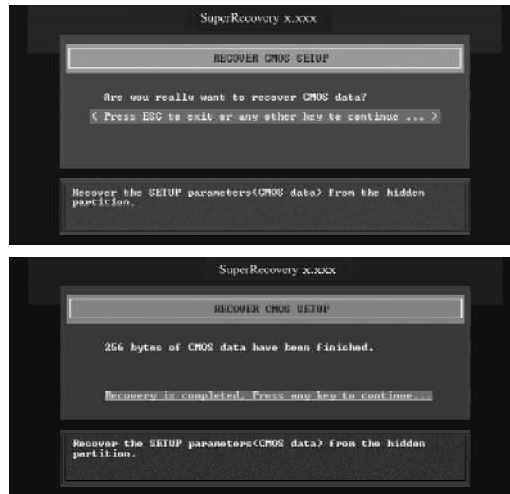 SuperRecovery x.xxx
RECOVER CMOS SETUP
Are you really want to recover CMOS data?
< Press ESC to exit or any other key to continue ... >
Recover the SETUP parameters(CMOS data) from the hidden
partition.
SuperRecovery x.xxx
RECOVER CMOS SETUP
256 bytes of CMOS data have been finished.
Recovery is completed. Press any key to continue...
Recover the SETUP parameters(CMOS data) from the hidden
partition.